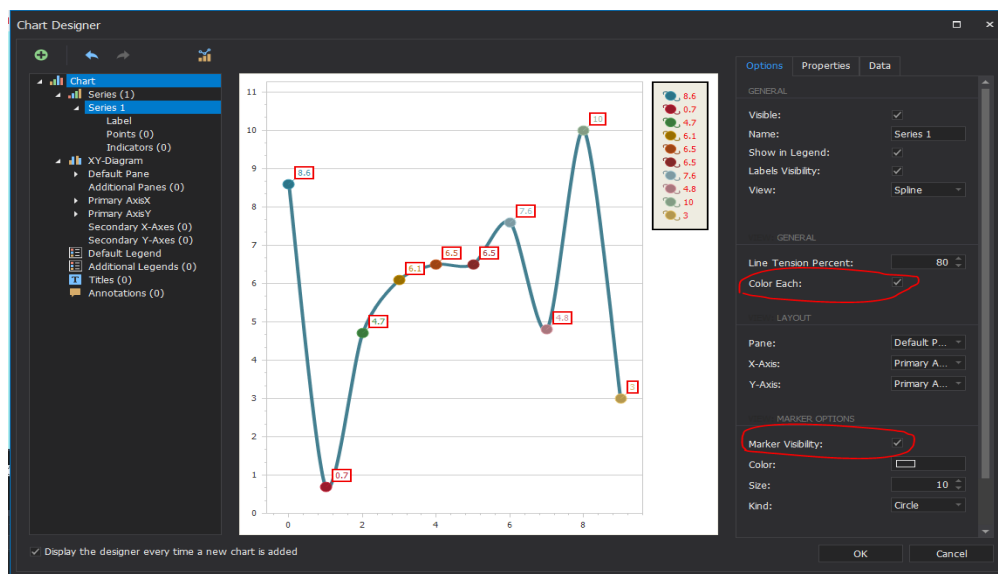 Chart Designer
Chart
Series (1)
Series 1
Label
Points (0)
Indicators (0)
XY-Diagram
Default Pane
Additional Panes (0)
Primary AxisX
Primary AxisY
Secondary X-Axes (0)
Secondary Y-Axes (0)
Default Legend
Additional Legends (0)
T Titles (0)
Annotations (0)
11
10
9
8
7
6
5
4
3
2
1
0
0 2 4 6 8
8.6
0.7
4.7
6.1
6.5
6.5
7.6
4.8
10
3
8.6
0.7
4.7
6.1
6.5
6.5
7.6
4.8
10
3
Options Properties Data
GENERAL
Visible:
Name: Series 1
Show in Legend:
Labels Visibility:
View: Spline
GENERAL
Line Tension Percent: 80
Color Each:
LAYOUT
Pane: Default P...
X-Axis: Primary A...
Y-Axis: Primary A...
MARKER OPTIONS
Marker Visibility:
Color:
Size: 10
Kind: Circle
Display the designer every time a new chart is added
OK Cancel